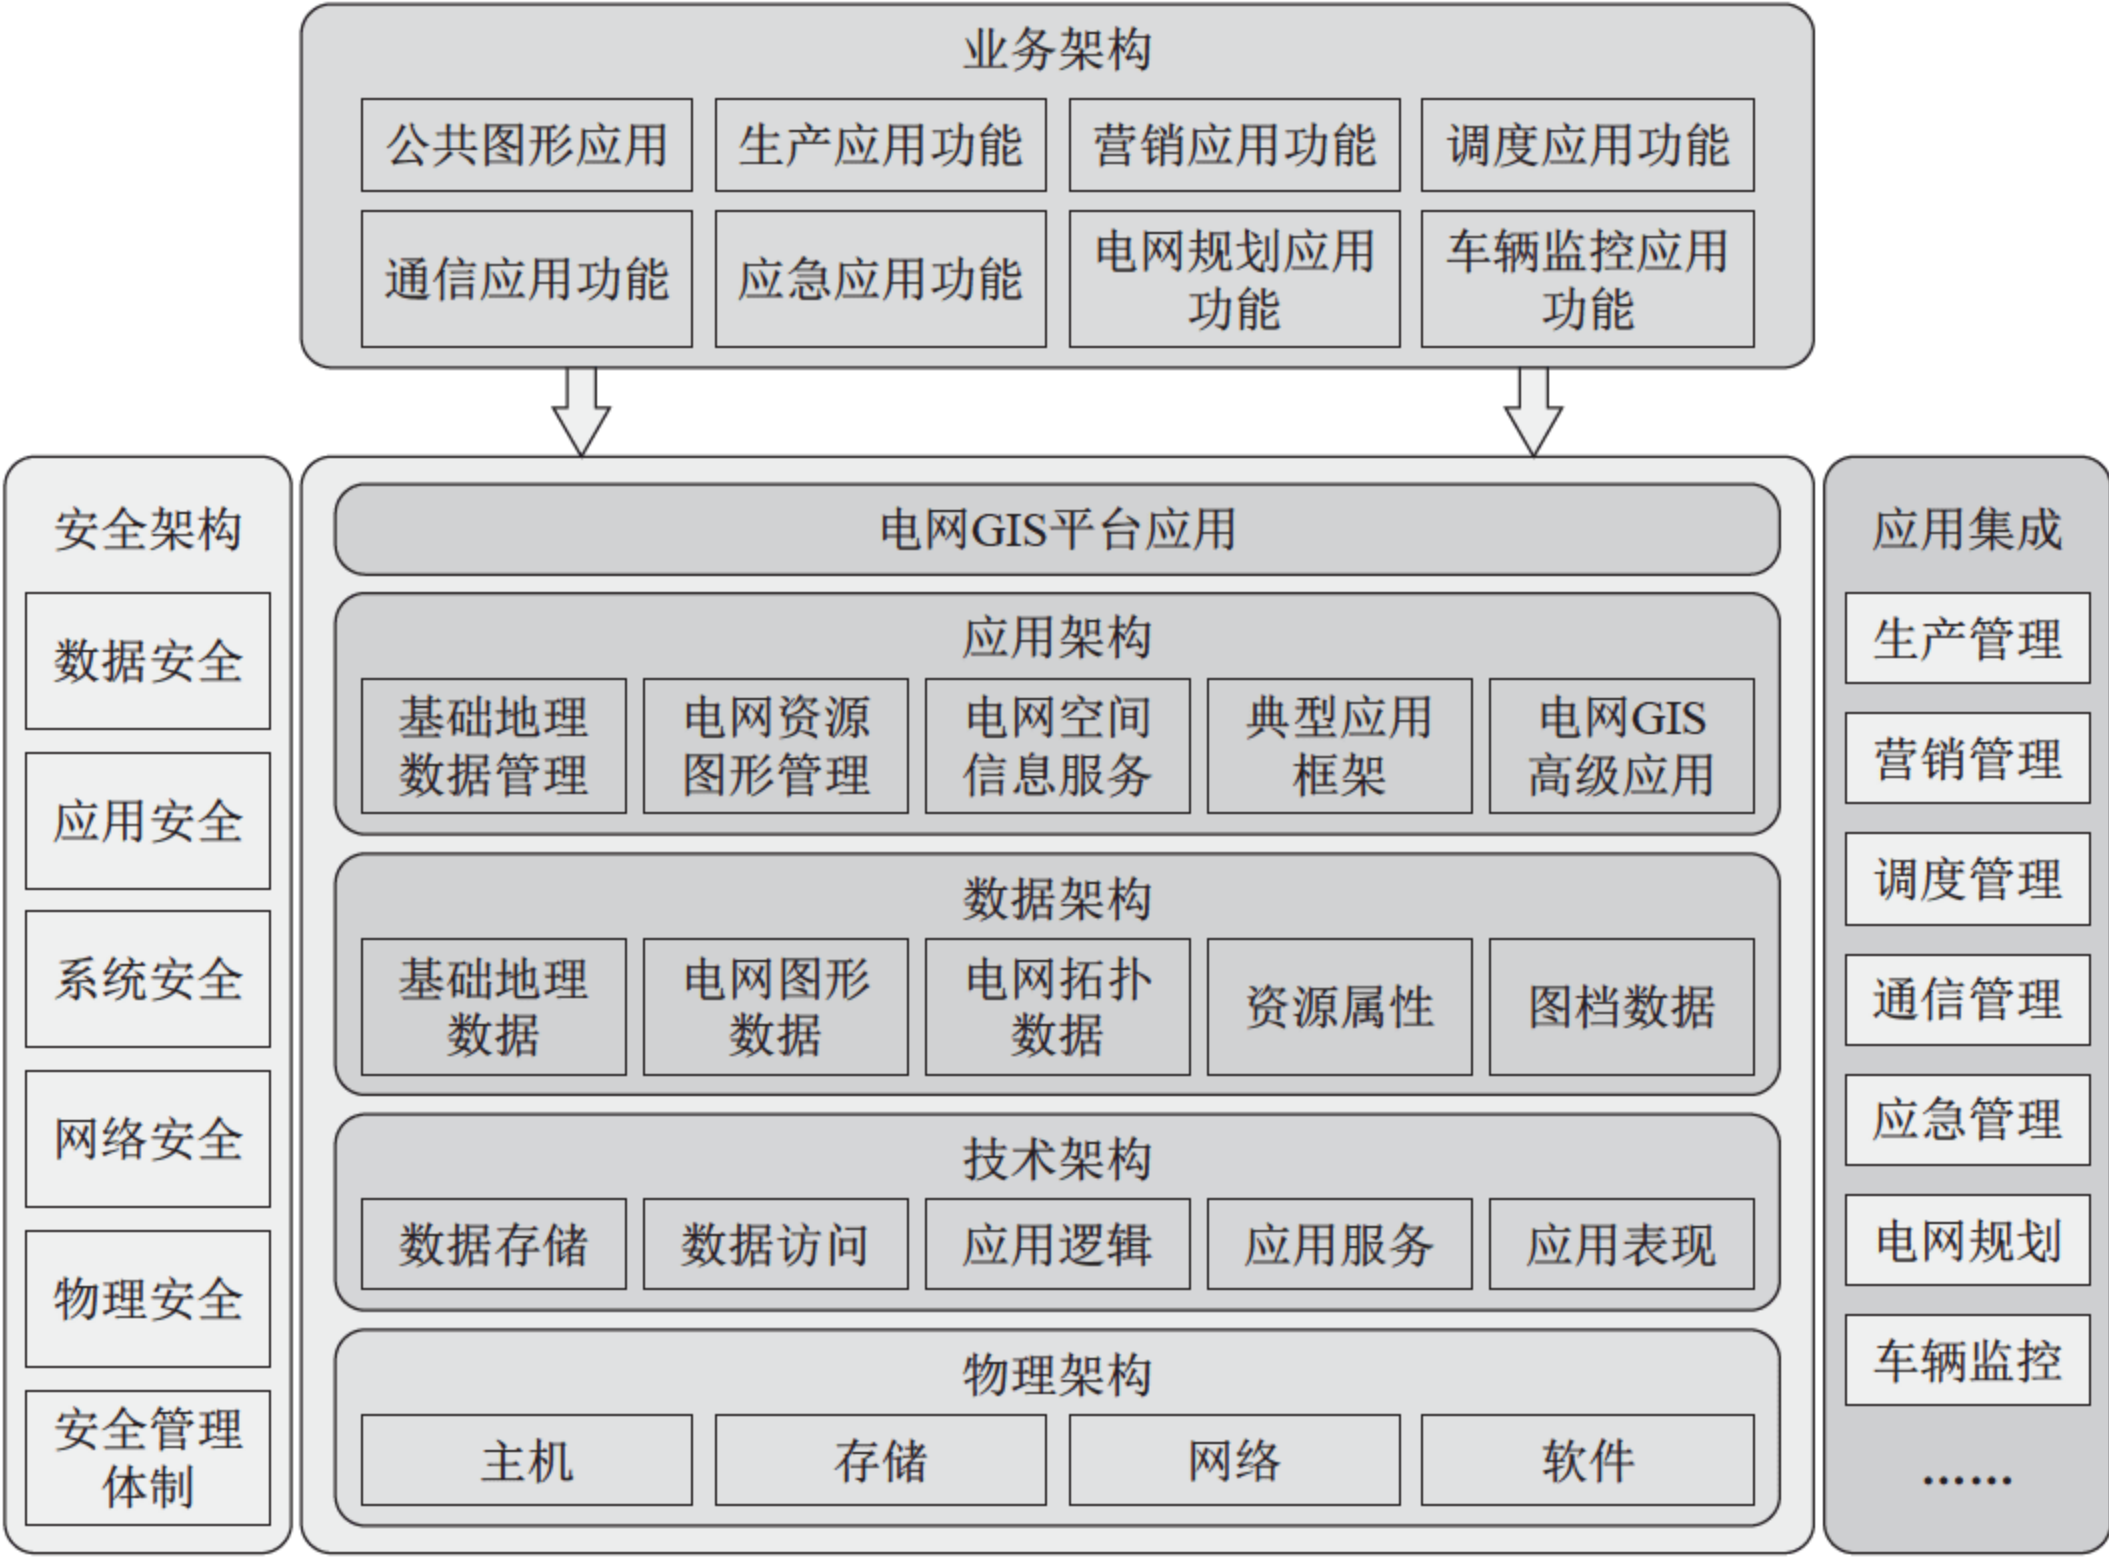 业务架构
公共图形应用
生产应用功能
营销应用功能
调度应用功能
通信应用功能
应急应用功能
电网规划应用
功能
车辆监控应用
功能
安全架构
数据安全
应用安全
系统安全
网络安全
物理安全
安全管理
体制
电网GIS平台应用
应用架构
基础地理
数据管理
电网资源
图形管理
电网空间
信息服务
典型应用
框架
电网GIS
高级应用
数据架构
基础地理
数据
电网图形
数据
电网拓扑
数据
资源属性
图档数据
技术架构
数据存储
数据访问
应用逻辑
应用服务
应用表现
物理架构
主机
存储
网络
软件
应用集成
生产管理
营销管理
调度管理
通信管理
应急管理
电网规划
车辆监控
……